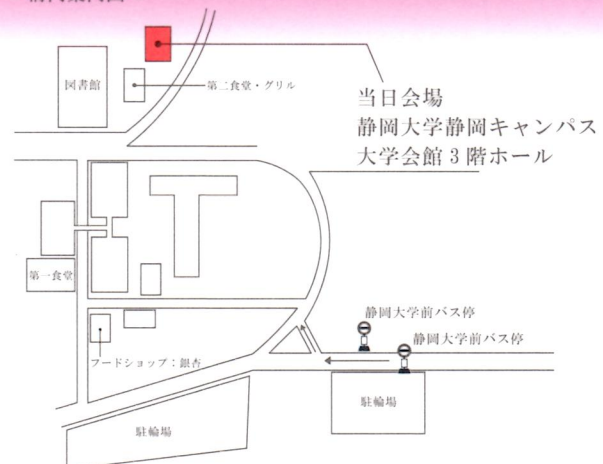 図書館
第二食堂・グリル
当日会場
静岡大学静岡キャンパス
大学会館3階ホール
第一食堂
静岡大学前バス停
静岡大学前バス停
フードショップ：銀杏
駐輪場
駐輪場